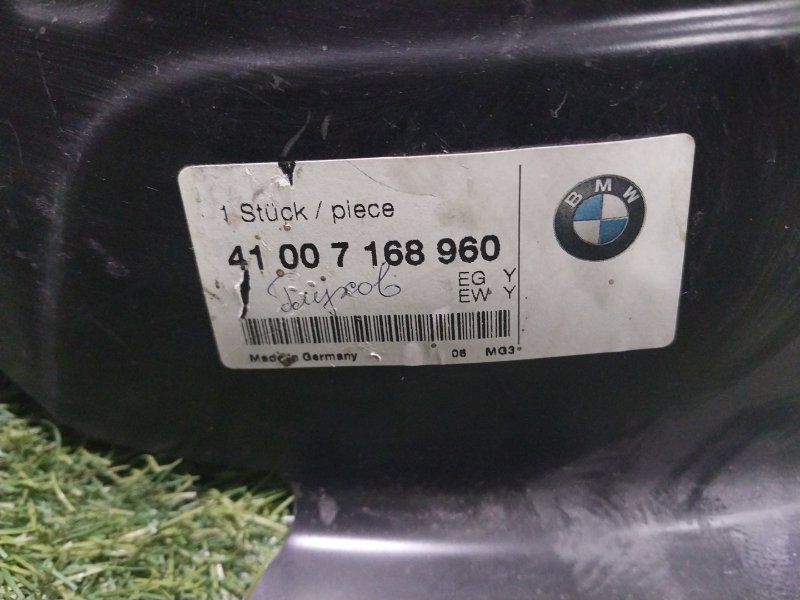 1 Stück / piece
41 00 7 168 960
EG Y
EW Y
Made in Germany 06 MG3
BMW